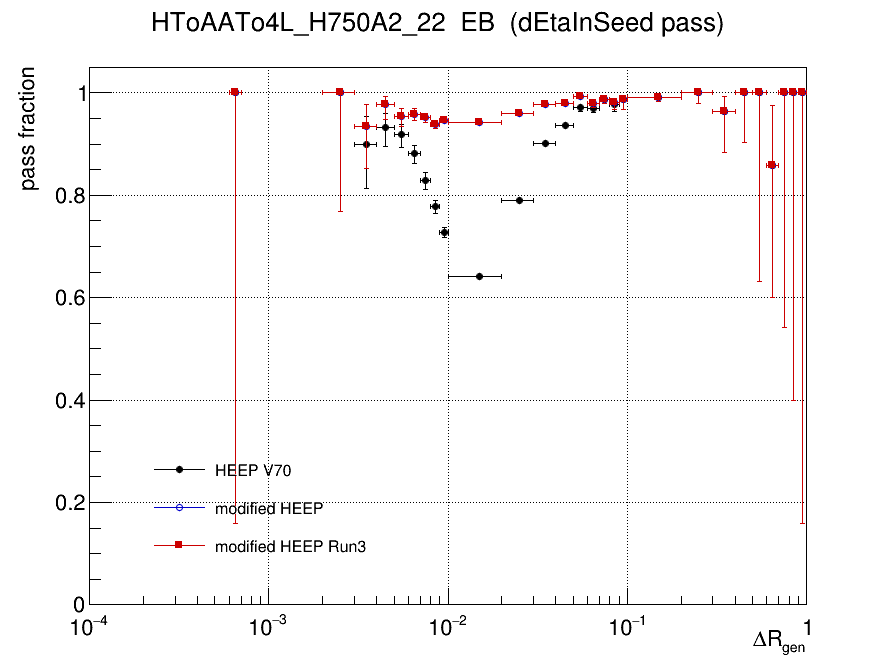 HToAATo4L_H750A2_22 EB (dEtaInSeed pass)
pass fraction
1
0.8
0.6
0.4
0.2
0
HEEP V70
modified HEEP
modified HEEP Run3
10⁻⁴ 10⁻³ 10⁻² 10⁻¹ 1
ΔR_gen